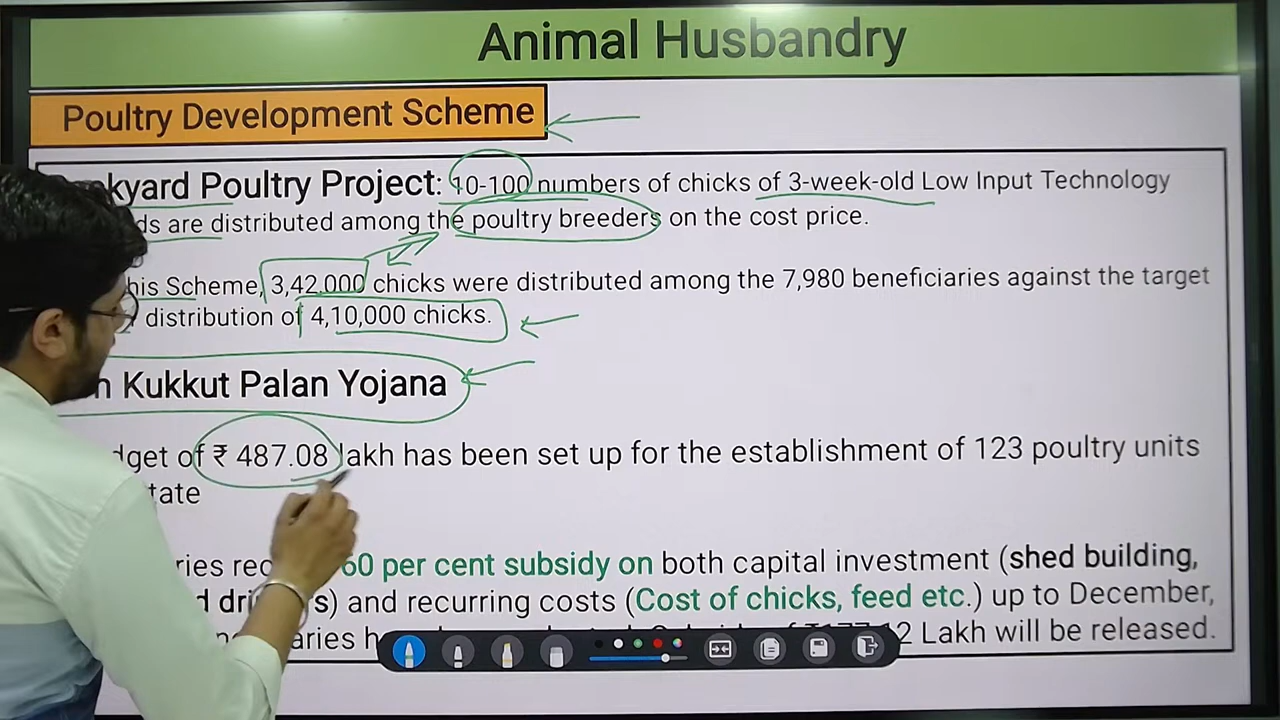 Animal Husbandry
Poultry Development Scheme
kyard Poultry Project: 10-100 numbers of chicks of 3-week-old Low Input Technology
ds are distributed among the poultry breeders on the cost price.
his Scheme, 3,42,000 chicks were distributed among the 7,980 beneficiaries against the target
distribution of 4,10,000 chicks.
n Kukkut Palan Yojana
dget of ₹ 487.08 lakh has been set up for the establishment of 123 poultry units
tate
ries rec 60 per cent subsidy on both capital investment (shed building,
d dri s) and recurring costs (Cost of chicks, feed etc.) up to December,
aries h 2 Lakh will be released.